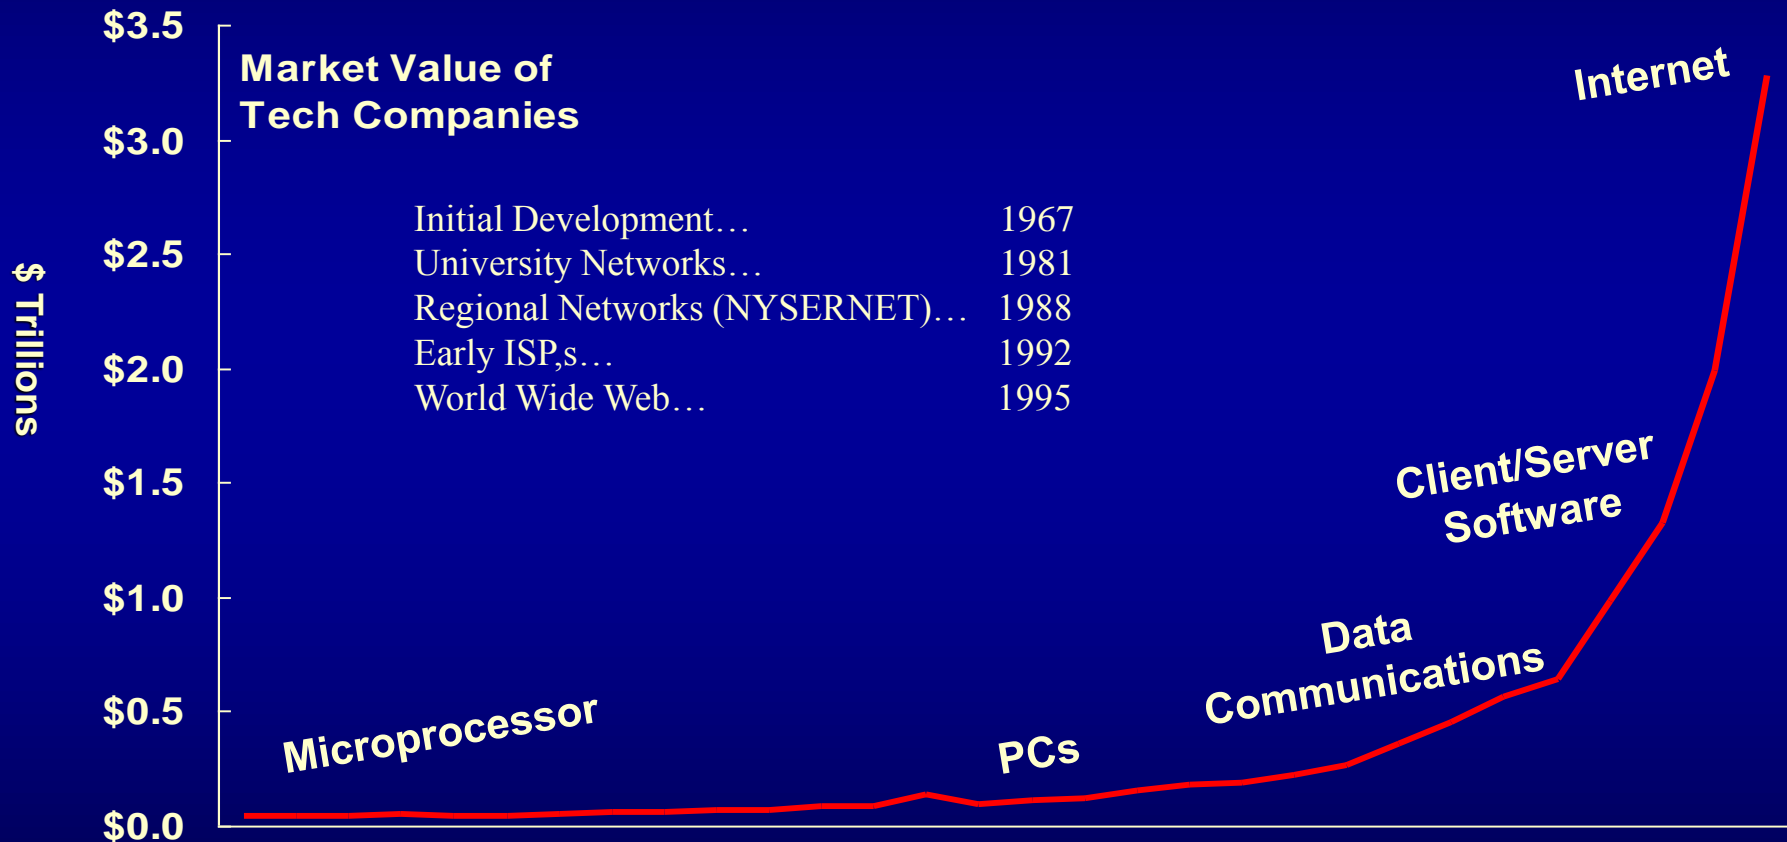 $3.5
Market Value of
Tech Companies
Internet
$3.0
Initial Development… 1967
$2.5
University Networks… 1981
Regional Networks (NYSERNET)… 1988
$ Trillions
Early ISP,s… 1992
$2.0
World Wide Web… 1995
Client/Server
Software
$1.5
$1.0
Data
Communications
$0.5
Microprocessor
PCs
$0.0